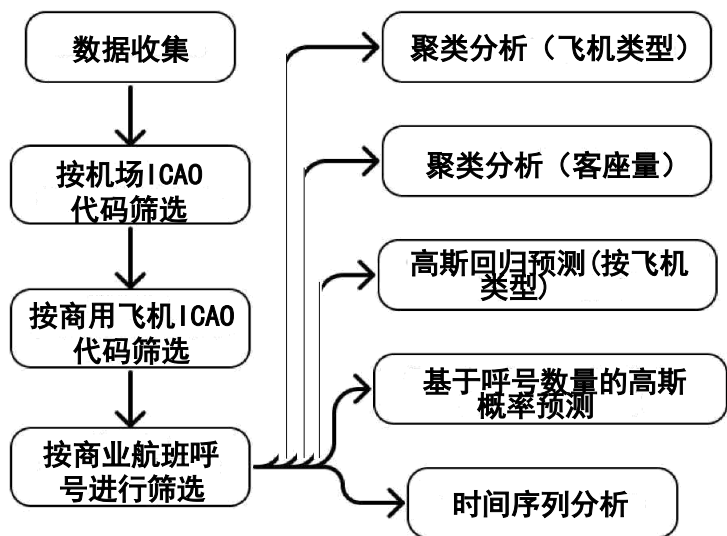 数据收集
按机场ICAO
代码筛选
按商用飞机ICAO
代码筛选
按商业航班呼
号进行筛选
聚类分析（飞机类型）
聚类分析（客座量）
高斯回归预测(按飞机
类型)
基于呼号数量的高斯
概率预测
时间序列分析